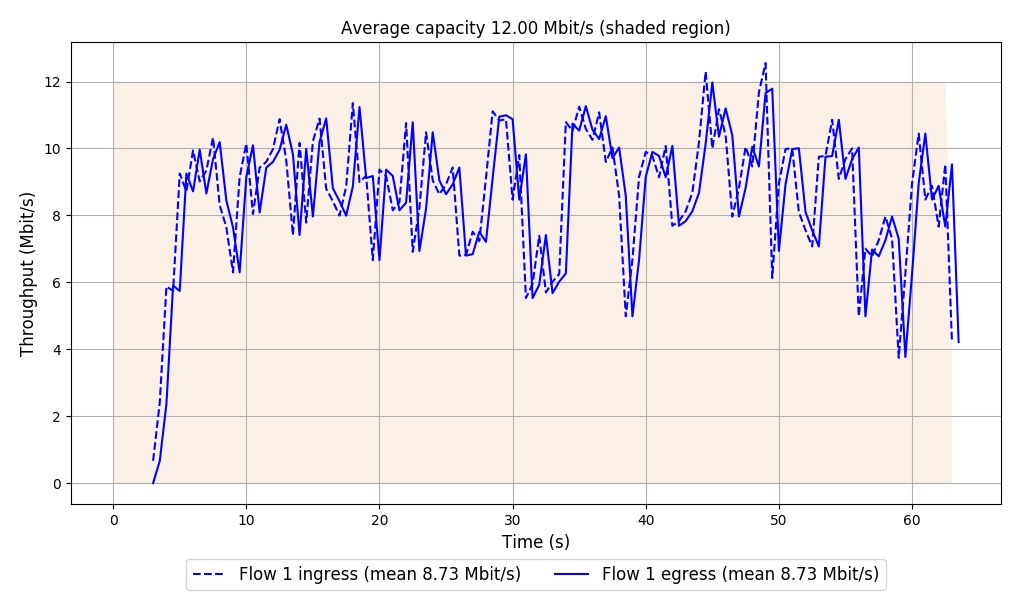 Average capacity 12.00 Mbit/s (shaded region)
Throughput (Mbit/s)
12
10
8
6
4
2
0
0 10 20 30 40 50 60
Time (s)
Flow 1 ingress (mean 8.73 Mbit/s) Flow 1 egress (mean 8.73 Mbit/s)